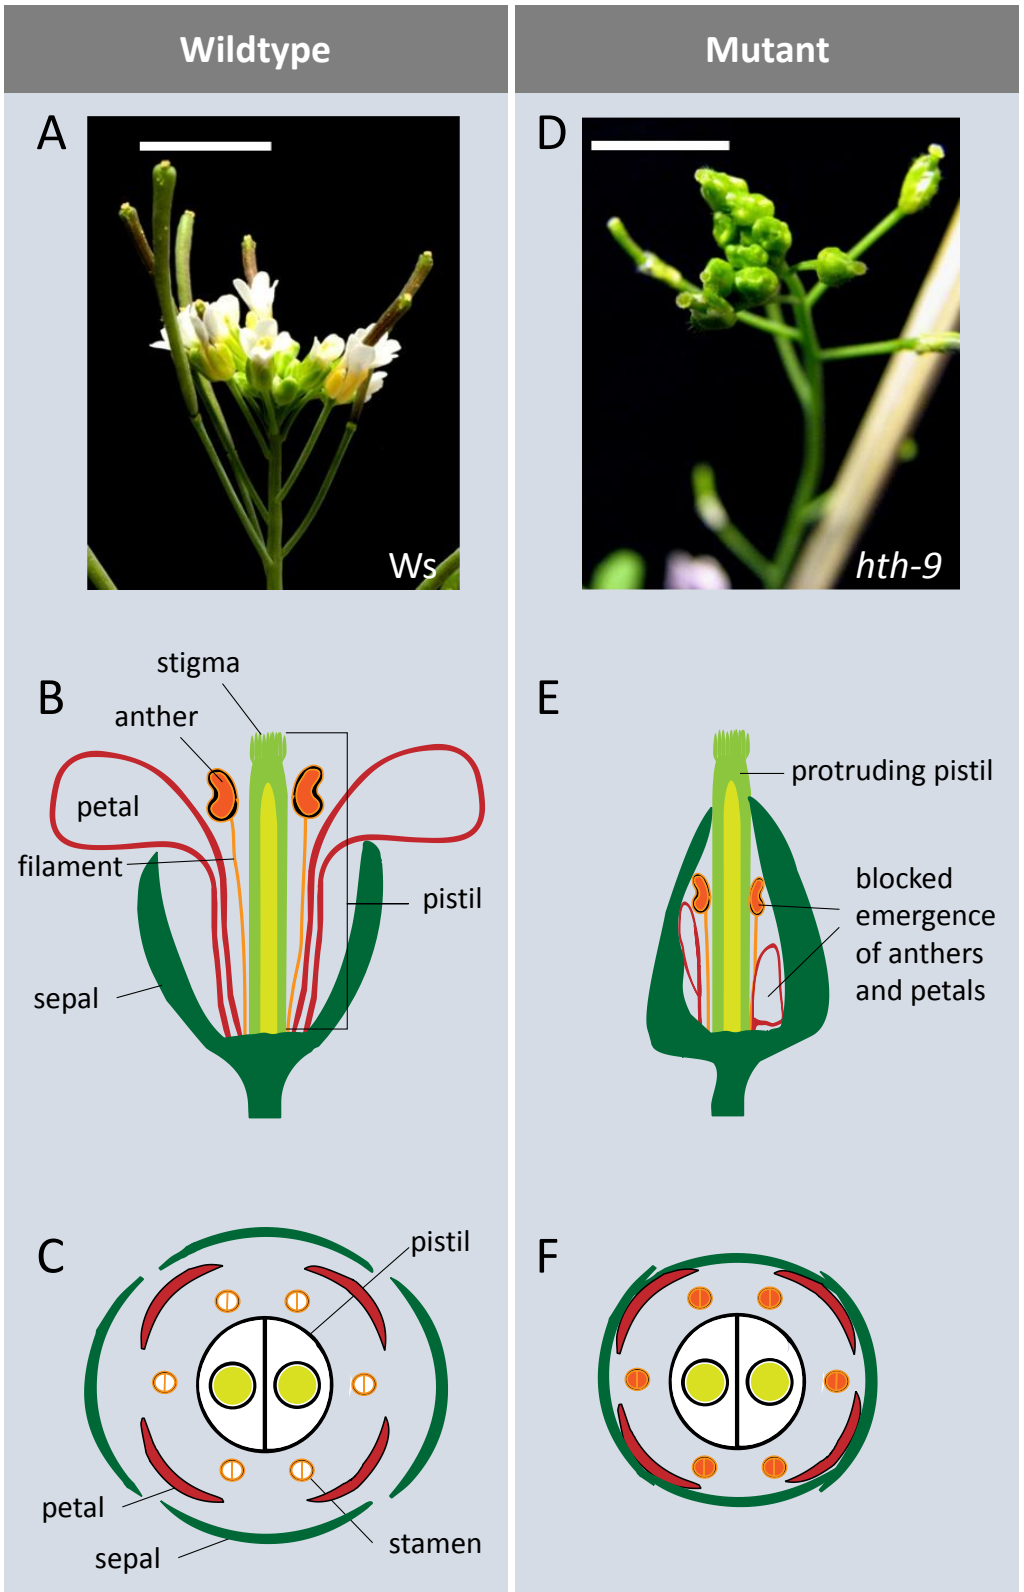 Wildtype
Mutant
A
Ws
D
hth-9
B
stigma
anther
petal
filament
pistil
sepal
E
protruding pistil
blocked
emergence
of anthers
and petals
C
pistil
petal
sepal
stamen
F